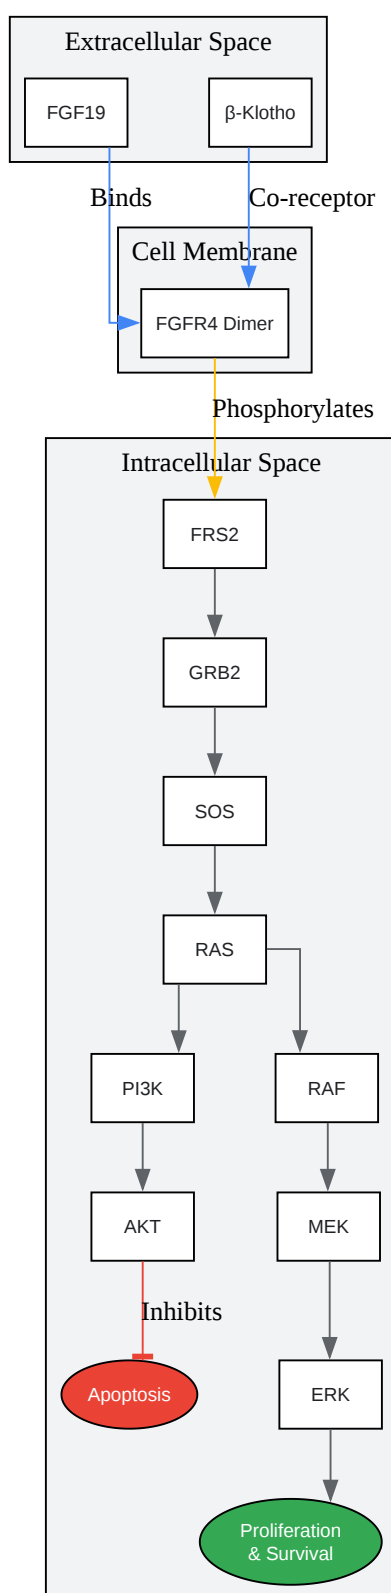 Extracellular Space
FGF19
β-Klotho
Binds
Co-receptor
Cell Membrane
FGFR4 Dimer
Phosphorylates
Intracellular Space
FRS2
GRB2
SOS
RAS
PI3K
RAF
AKT
MEK
Inhibits
Apoptosis
ERK
Proliferation
& Survival